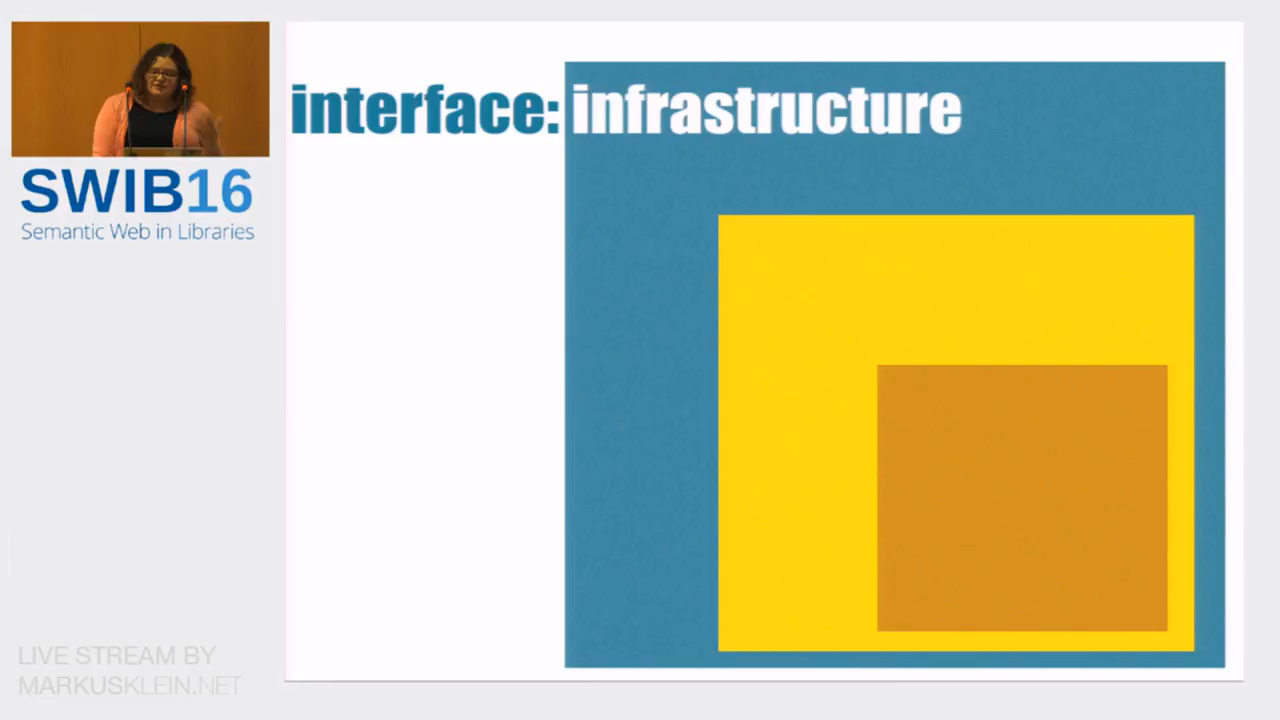 interface: infrastructure
SWIB16
Semantic Web in Libraries
LIVE STREAM BY
MARKUSKLEIN.NET